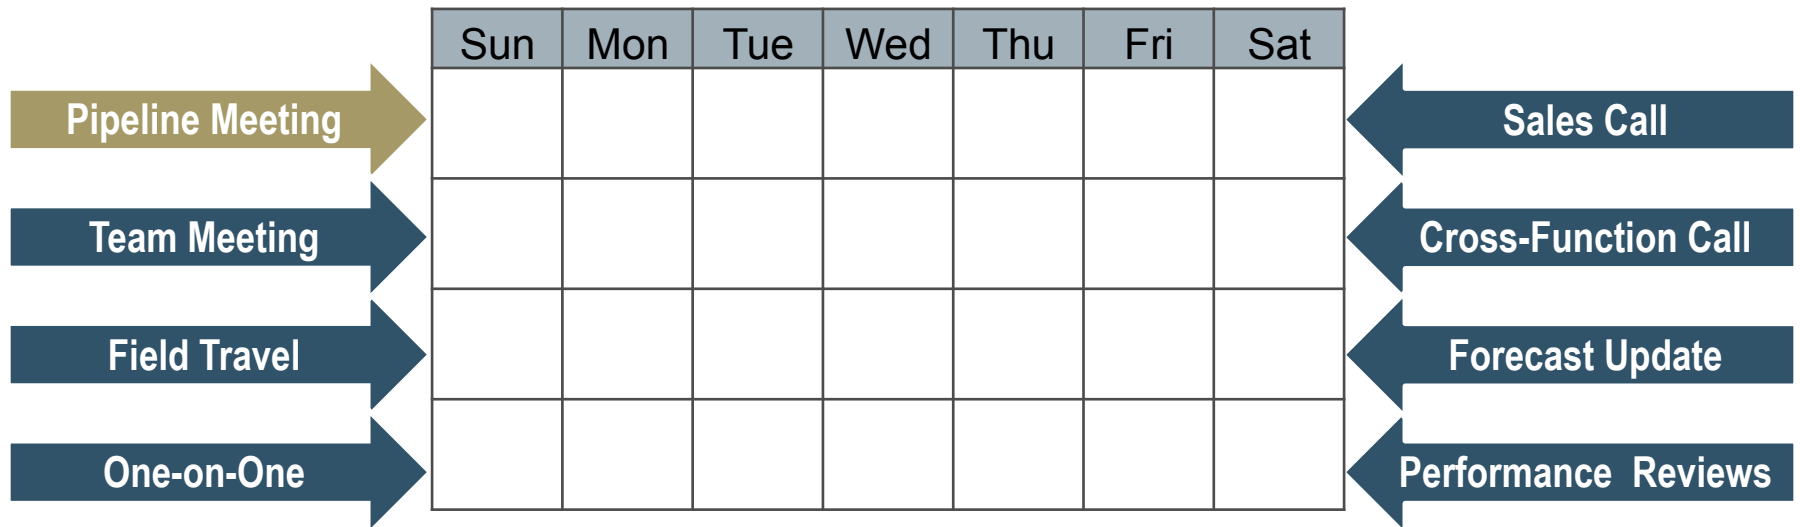 Sun Mon Tue Wed Thu Fri Sat
Pipeline Meeting
Sales Call
Team Meeting
Cross-Function Call
Field Travel
Forecast Update
One-on-One
Performance Reviews